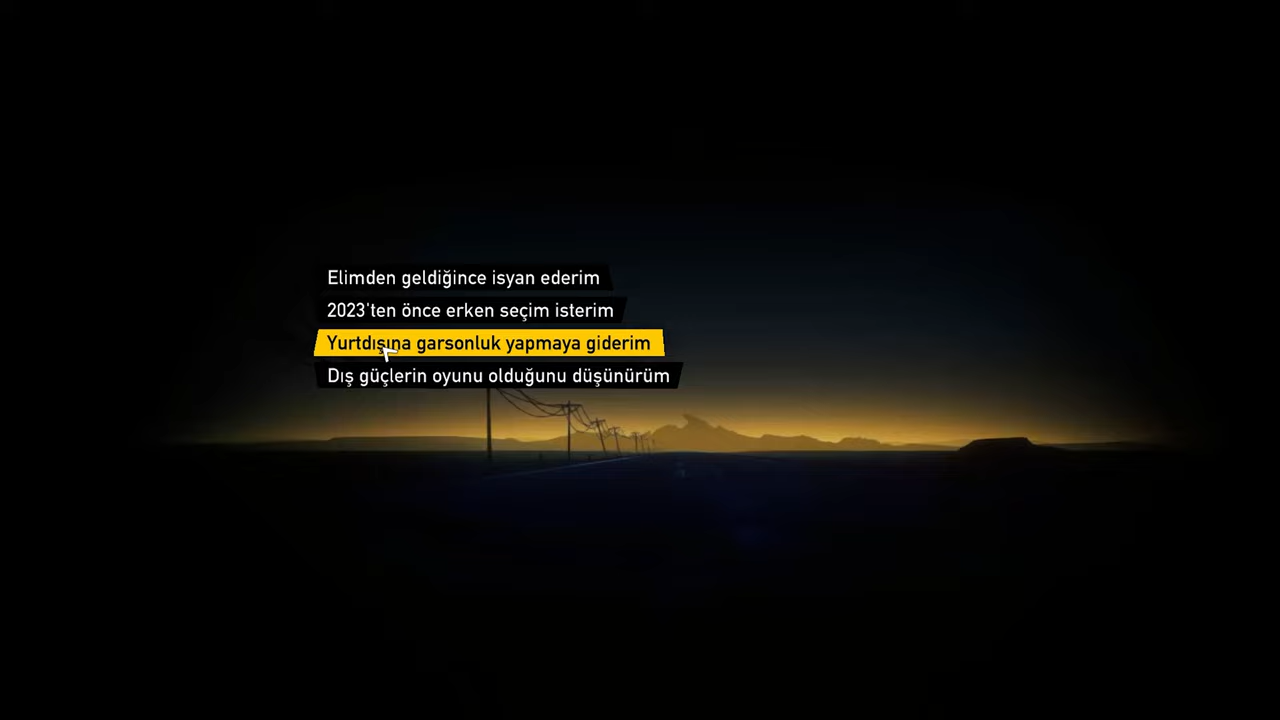 Elimden geldiğince isyan ederim
2023'ten önce erken seçim isterim
Yurtdışına garsonluk yapmaya giderim
Dış güçlerin oyunu olduğunu düşünürüm